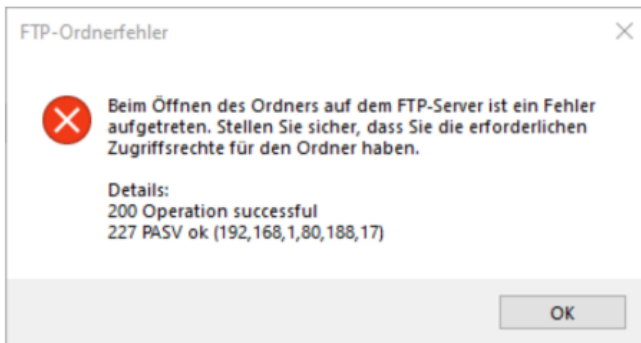 FTP-Ordnerfehler
Beim Öffnen des Ordners auf dem FTP-Server ist ein Fehler
aufgetreten. Stellen Sie sicher, dass Sie die erforderlichen
Zugriffsrechte für den Ordner haben.
Details:
200 Operation successful
227 PASV ok (192,168,1,80,188,17)
OK